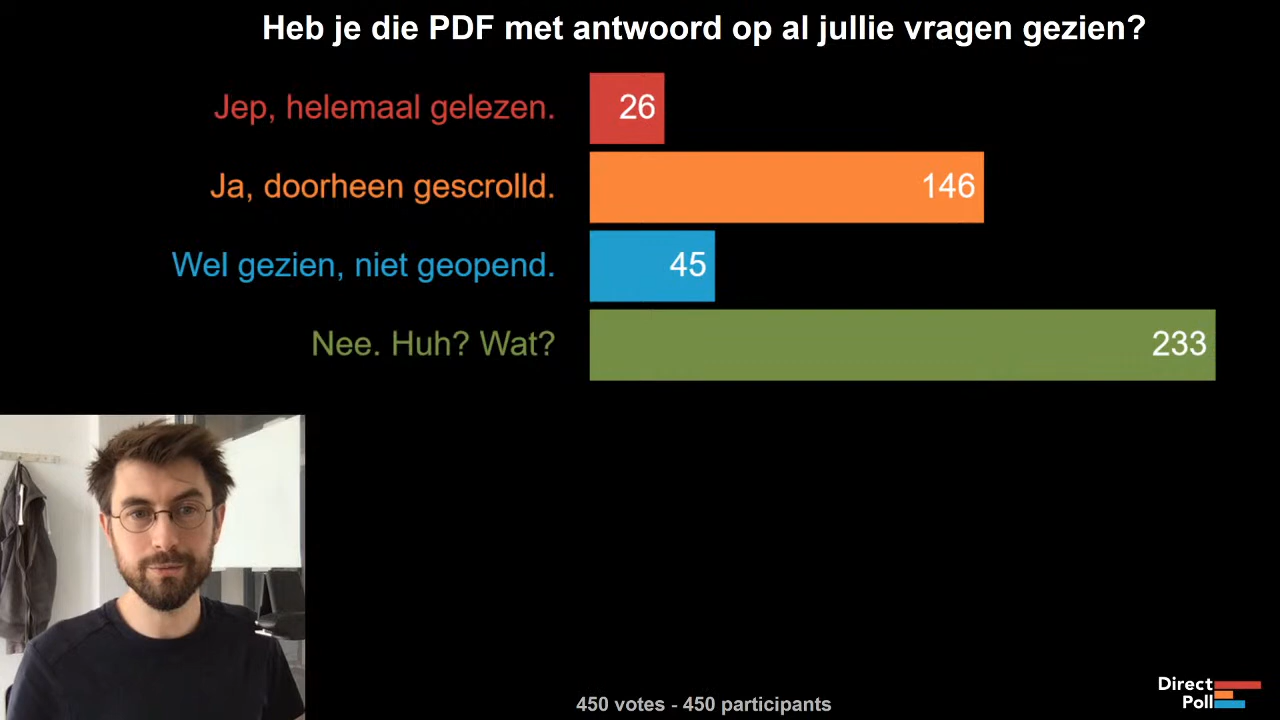 Heb je die PDF met antwoord op al jullie vragen gezien?
Jep, helemaal gelezen. 26
Ja, doorheen gescrolld. 146
Wel gezien, niet geopend. 45
Nee. Huh? Wat? 233
450 votes - 450 participants
Direct
Poll